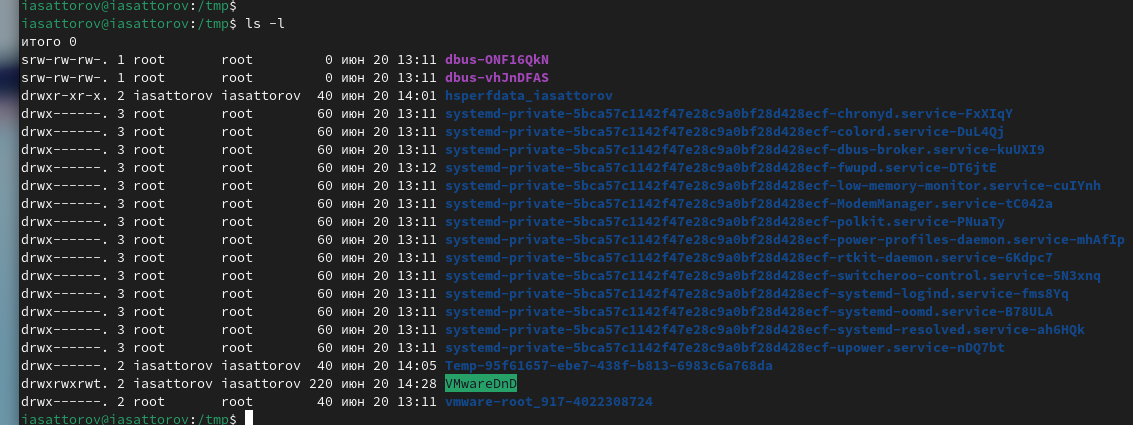 iasattorov@iasattorov:/tmp$
iasattorov@iasattorov:/tmp$ ls -l
итого 0
srw-rw-rw-. 1 root       root         0 июн 20 13:11 dbus-ONF16QkN
srw-rw-rw-. 1 root       root         0 июн 20 13:11 dbus-vhJnDFAS
drwxr-xr-x. 2 iasattorov iasattorov  40 июн 20 14:01 hsperfdata_iasattorov
drwx------. 3 root       root        60 июн 20 13:11 systemd-private-5bca57c1142f47e28c9a0bf28d428ecf-chronyd.service-FxXIqY
drwx------. 3 root       root        60 июн 20 13:11 systemd-private-5bca57c1142f47e28c9a0bf28d428ecf-colord.service-DuL4Qj
drwx------. 3 root       root        60 июн 20 13:11 systemd-private-5bca57c1142f47e28c9a0bf28d428ecf-dbus-broker.service-kuUXI9
drwx------. 3 root       root        60 июн 20 13:12 systemd-private-5bca57c1142f47e28c9a0bf28d428ecf-fwupd.service-DT6jtE
drwx------. 3 root       root        60 июн 20 13:11 systemd-private-5bca57c1142f47e28c9a0bf28d428ecf-low-memory-monitor.service-cuIYnh
drwx------. 3 root       root        60 июн 20 13:11 systemd-private-5bca57c1142f47e28c9a0bf28d428ecf-ModemManager.service-tC042a
drwx------. 3 root       root        60 июн 20 13:11 systemd-private-5bca57c1142f47e28c9a0bf28d428ecf-polkit.service-PNuaTy
drwx------. 3 root       root        60 июн 20 13:11 systemd-private-5bca57c1142f47e28c9a0bf28d428ecf-power-profiles-daemon.service-mhAfIp
drwx------. 3 root       root        60 июн 20 13:11 systemd-private-5bca57c1142f47e28c9a0bf28d428ecf-rtkit-daemon.service-6Kdpc7
drwx------. 3 root       root        60 июн 20 13:11 systemd-private-5bca57c1142f47e28c9a0bf28d428ecf-switcheroo-control.service-5N3xnq
drwx------. 3 root       root        60 июн 20 13:11 systemd-private-5bca57c1142f47e28c9a0bf28d428ecf-systemd-logind.service-fms8Yq
drwx------. 3 root       root        60 июн 20 13:11 systemd-private-5bca57c1142f47e28c9a0bf28d428ecf-systemd-oomd.service-B78ULA
drwx------. 3 root       root        60 июн 20 13:11 systemd-private-5bca57c1142f47e28c9a0bf28d428ecf-systemd-resolved.service-ah6HQk
drwx------. 3 root       root        60 июн 20 13:11 systemd-private-5bca57c1142f47e28c9a0bf28d428ecf-upower.service-nDQ7bt
drwx------. 2 iasattorov iasattorov  40 июн 20 14:05 Temp-95f61657-ebe7-438f-b813-6983c6a768da
drwxrwxrwt. 2 iasattorov iasattorov 220 июн 20 14:28 VMwareDnD
drwx------. 2 root       root        40 июн 20 13:11 vmware-root_917-4022308724
iasattorov@iasattorov:/tmp$